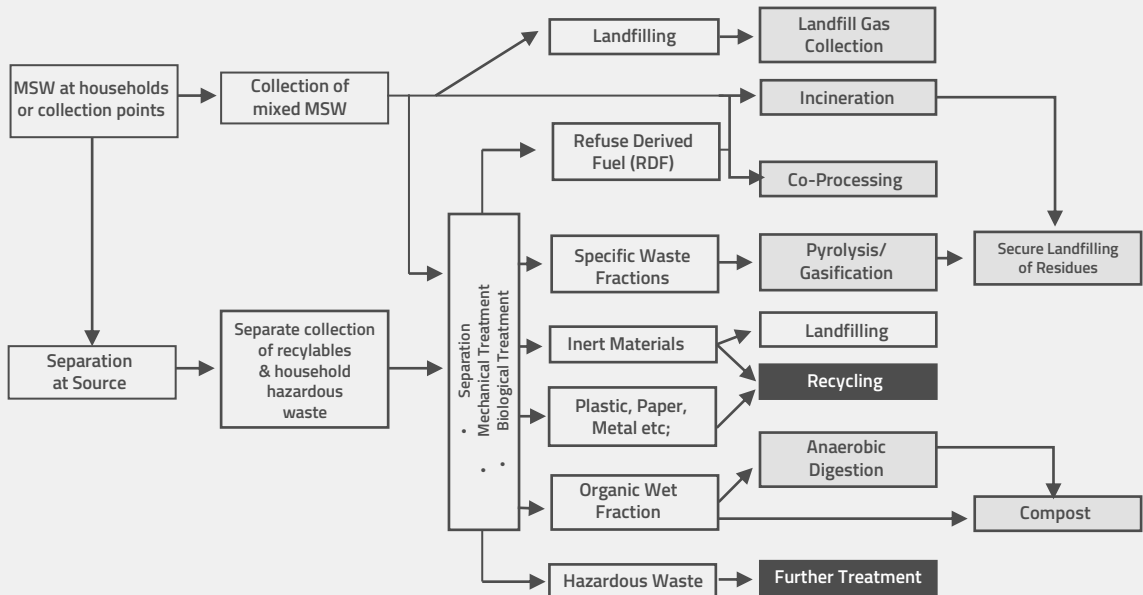 MSW at households
or collection points
Collection of
mixed MSW
Landfilling
Landfill Gas
Collection
Incineration
Refuse Derived
Fuel (RDF)
Co-Processing
Specific Waste
Fractions
Pyrolysis/
Gasification
Secure Landfilling
of Residues
Separation
at Source
Separate collection
of recylables
& household
hazardous
waste
• Separation
• Mechanical Treatment
• Biological Treatment
Inert Materials
Landfilling
Recycling
Plastic, Paper,
Metal etc;
Organic Wet
Fraction
Anaerobic
Digestion
Compost
Hazardous Waste
Further Treatment